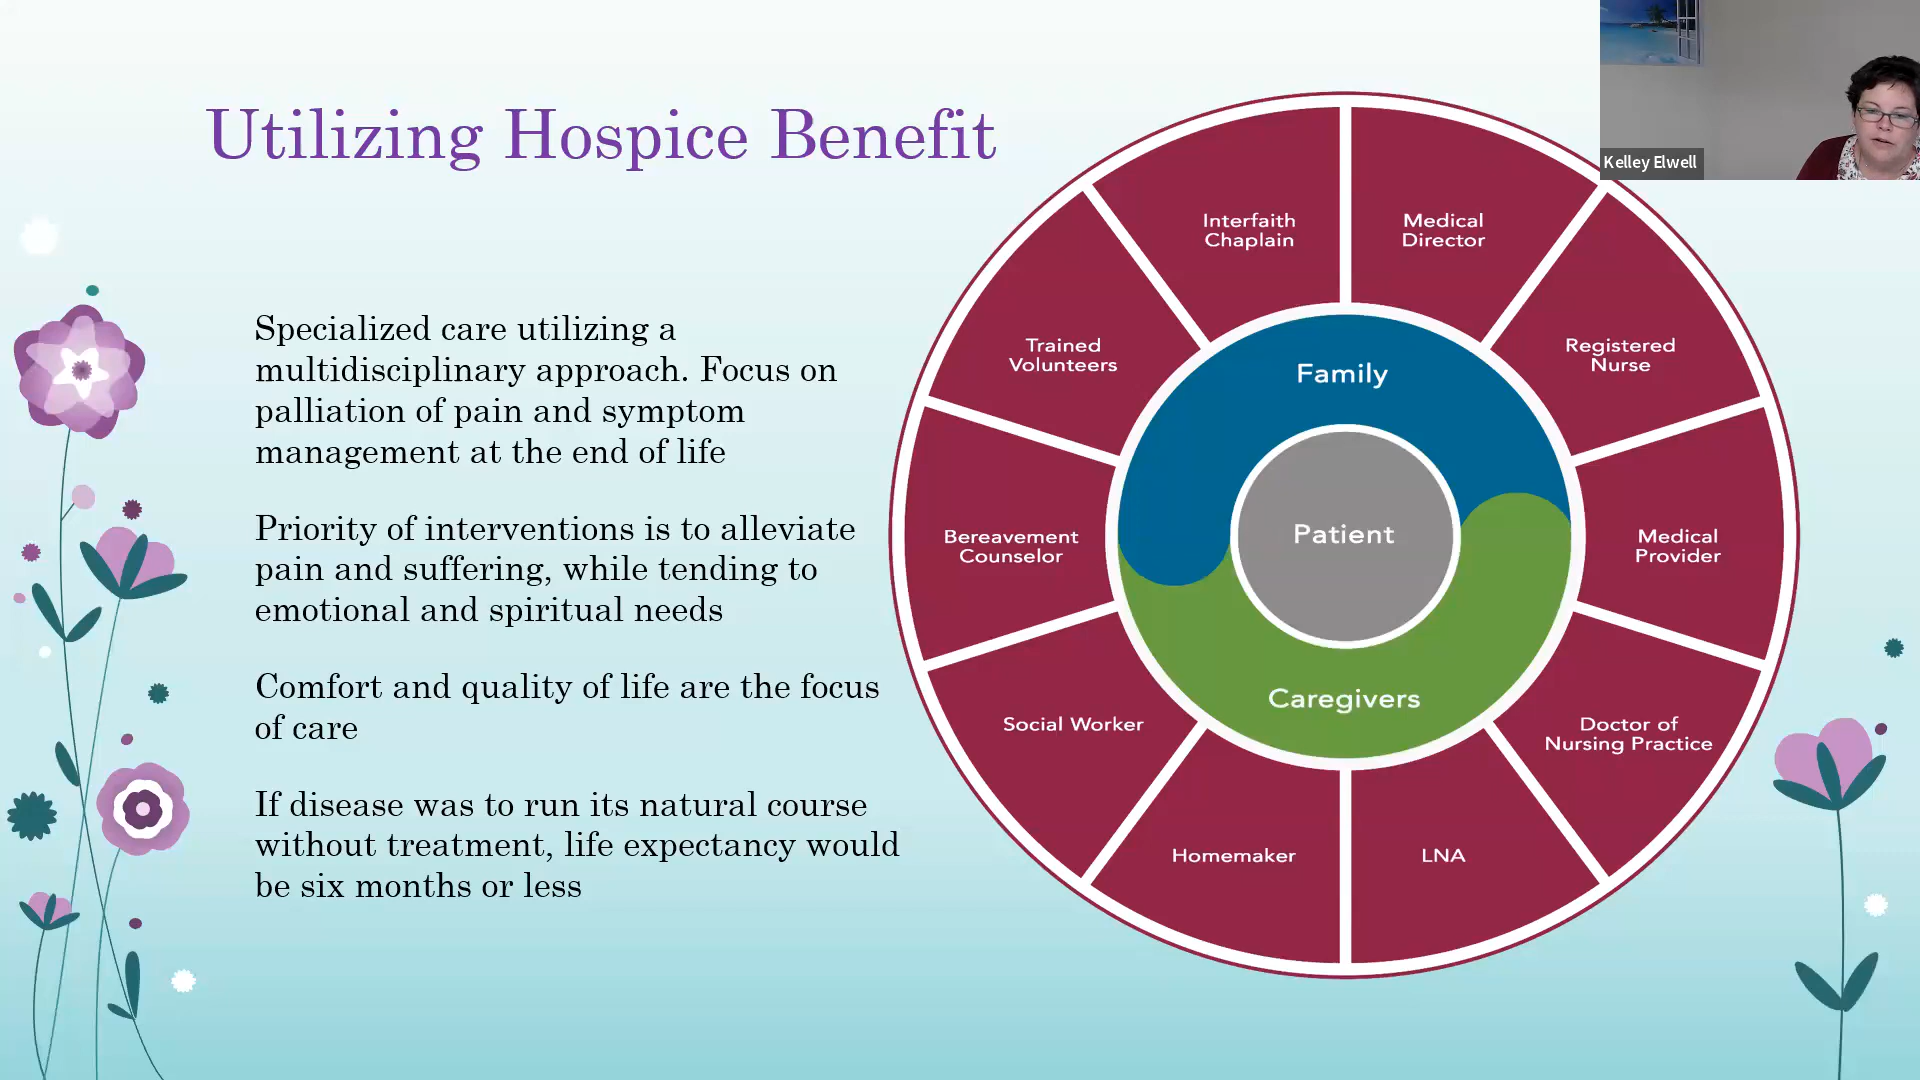 Utilizing Hospice Benefit
Kelley Elwell
Specialized care utilizing a
multidisciplinary approach. Focus on
palliation of pain and symptom
management at the end of life
Priority of interventions is to alleviate
pain and suffering, while tending to
emotional and spiritual needs
Comfort and quality of life are the focus
of care
If disease was to run its natural course
without treatment, life expectancy would
be six months or less
Interfaith
Chaplain
Medical
Director
Registered
Nurse
Medical
Provider
Doctor of
Nursing Practice
LNA
Homemaker
Social Worker
Bereavement
Counselor
Trained
Volunteers
Family
Patient
Caregivers